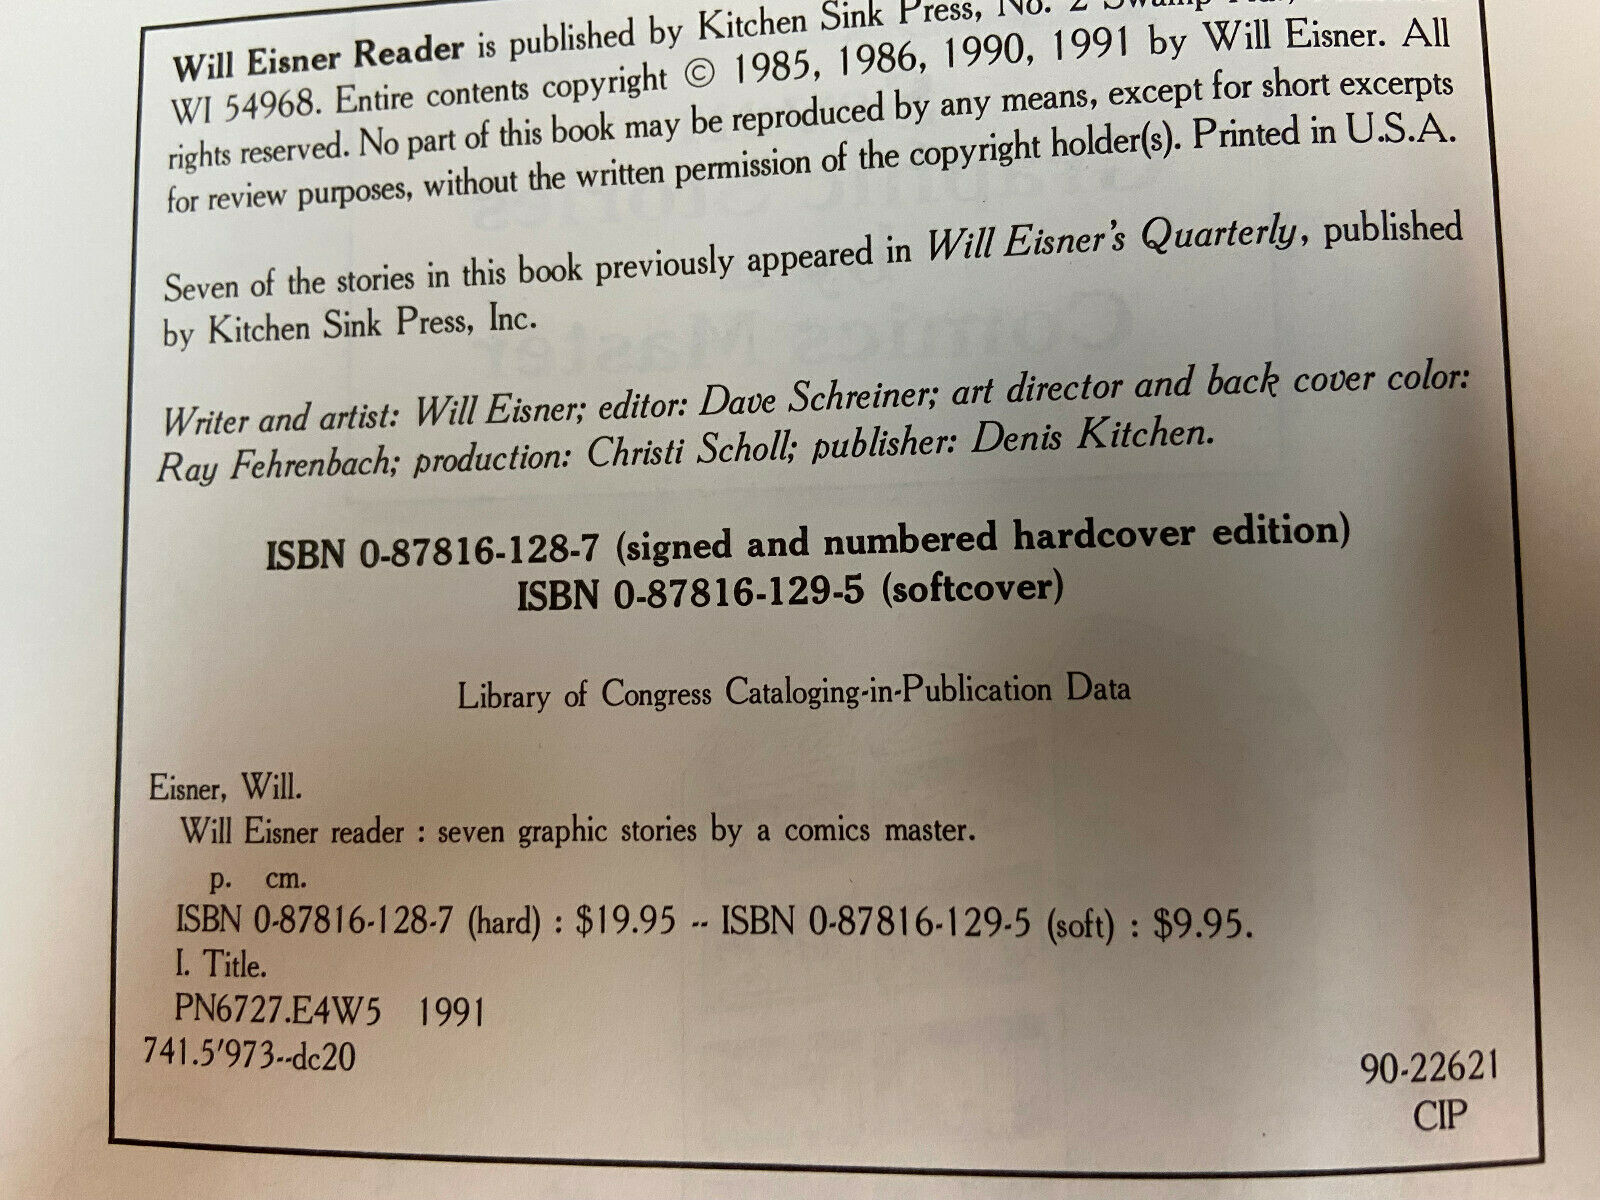 Will Eisner Reader is published by Kitchen Sink Press, No. 2 Swamp
WI 54968. Entire contents copyright © 1985, 1986, 1990, 1991 by Will Eisner. All
rights reserved. No part of this book may be reproduced by any means, except for short excerpts
for review purposes, without the written permission of the copyright holder(s). Printed in U.S.A.
Seven of the stories in this book previously appeared in Will Eisner's Quarterly, published
by Kitchen Sink Press, Inc.
Writer and artist: Will Eisner; editor: Dave Schreiner; art director and back cover color:
Ray Fehrenbach; production: Christi Scholl; publisher: Denis Kitchen.
ISBN 0-87816-128-7 (signed and numbered hardcover edition)
ISBN 0-87816-129-5 (softcover)
Library of Congress Cataloging-in-Publication Data
Eisner, Will.
Will Eisner reader : seven graphic stories by a comics master.
p. cm.
ISBN 0-87816-128-7 (hard) : $19.95 -- ISBN 0-87816-129-5 (soft) : $9.95.
I. Title.
PN6727.E4W5 1991
741.5'973--dc20
90-22621
CIP